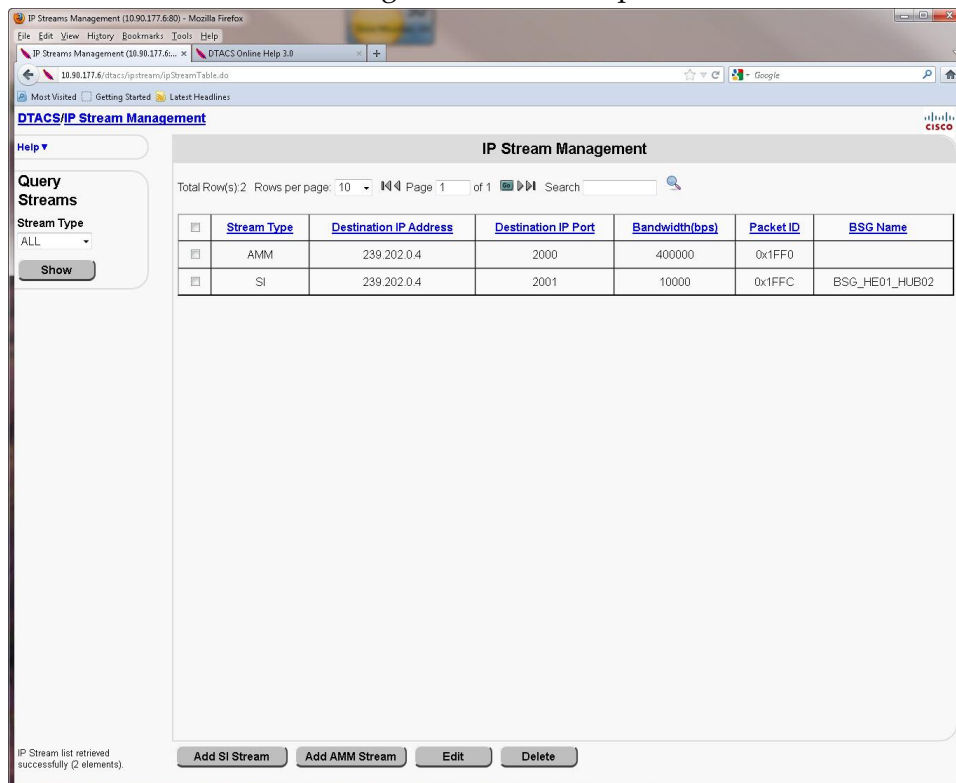 IP Streams Management (10.90.177.6:80) - Mozilla Firefox
File Edit View History Bookmarks Tools Help
IP Streams Management (10.90.177.6:... × DTACS Online Help 3.0 × +
10.90.177.6/dtacs/ipstream/ipStreamTable.do Google
Most Visited Getting Started Latest Headlines
DTACS/IP Stream Management
CISCO
Help
IP Stream Management
Query
Streams
Stream Type
ALL
Show
Total Row(s):2 Rows per page: 10 Page 1 of 1 Go Search
Stream Type Destination IP Address Destination IP Port Bandwidth(bps) Packet ID BSG Name
AMM 239.202.0.4 2000 400000 0x1FF0
SI 239.202.0.4 2001 10000 0x1FFC BSG_HE01_HUB02
IP Stream list retrieved
successfully (2 elements).
Add SI Stream Add AMM Stream Edit Delete